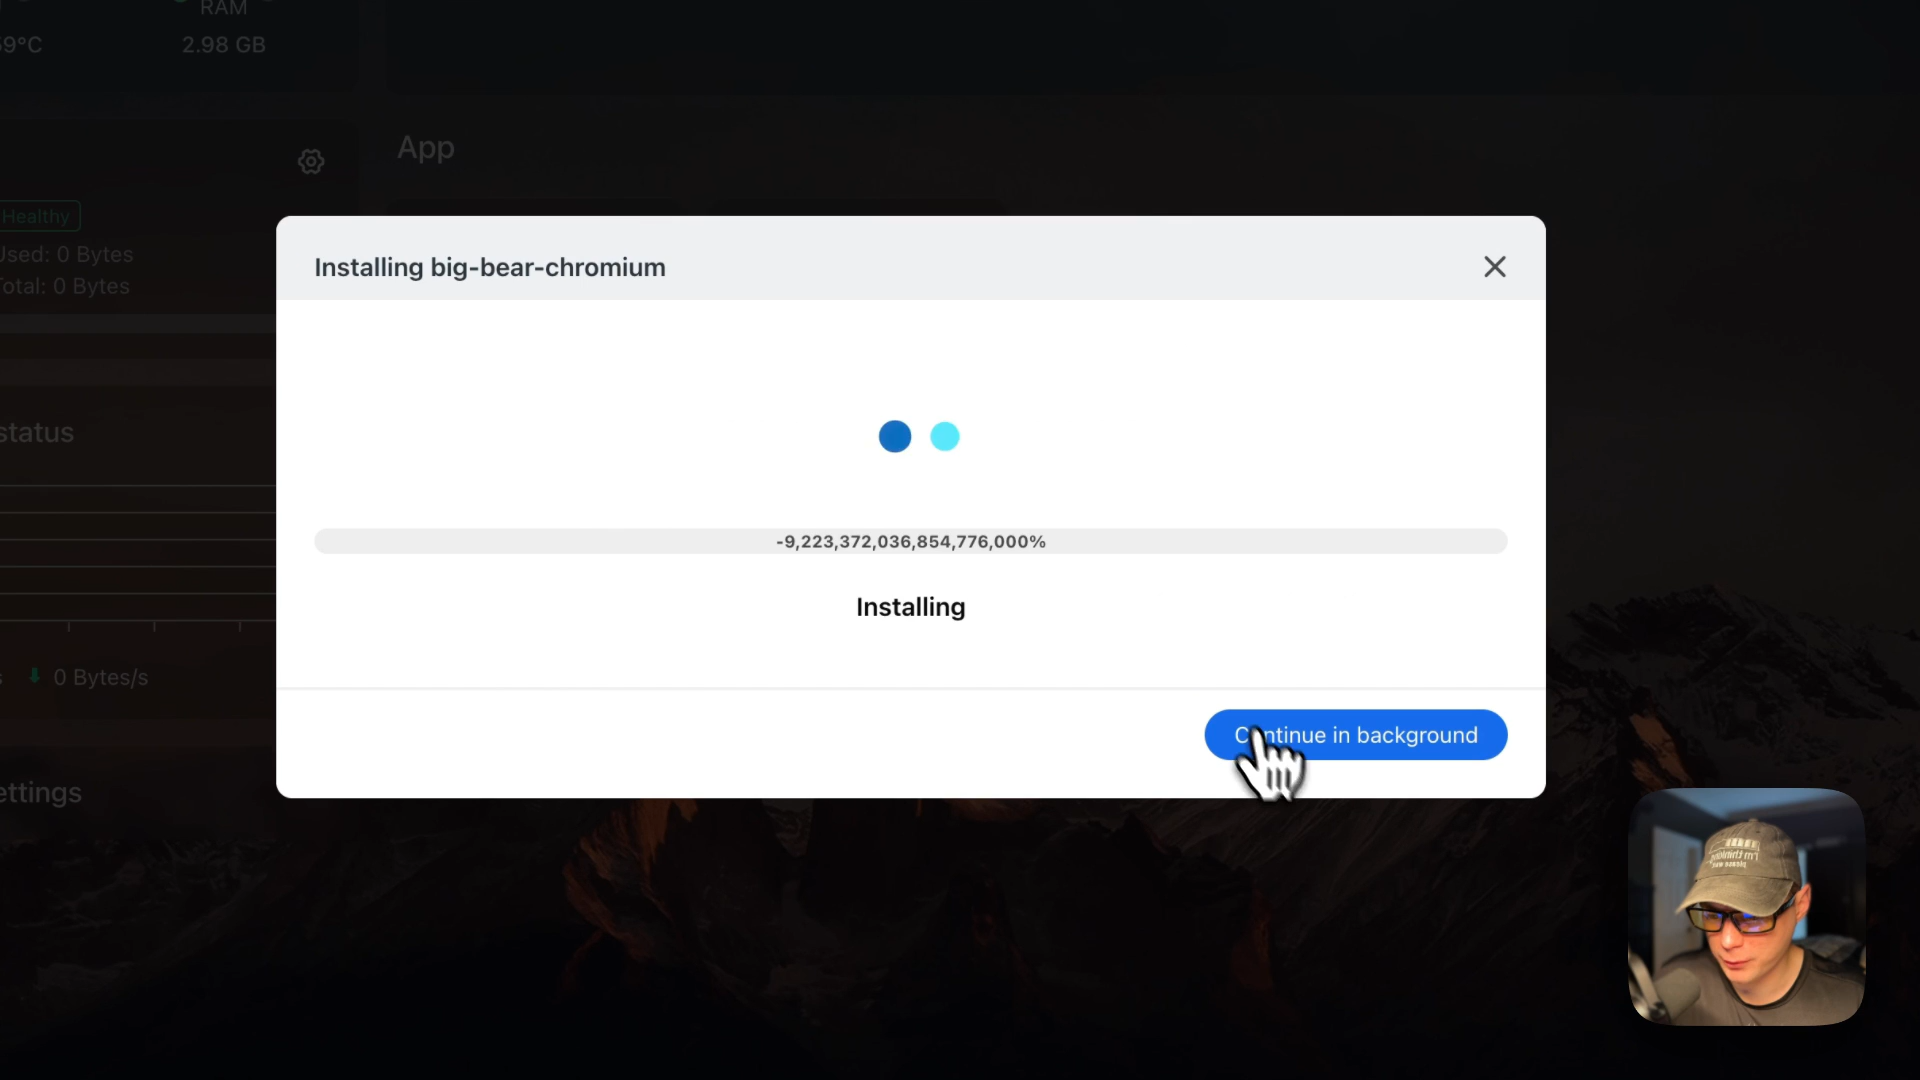 RAM
59°C
2.98 GB
App
Healthy
Used: 0 Bytes
Total: 0 Bytes
Installing big-bear-chromium
status
-9,223,372,036,854,776,000%
Installing
0 Bytes/s
Continue in background
ettings